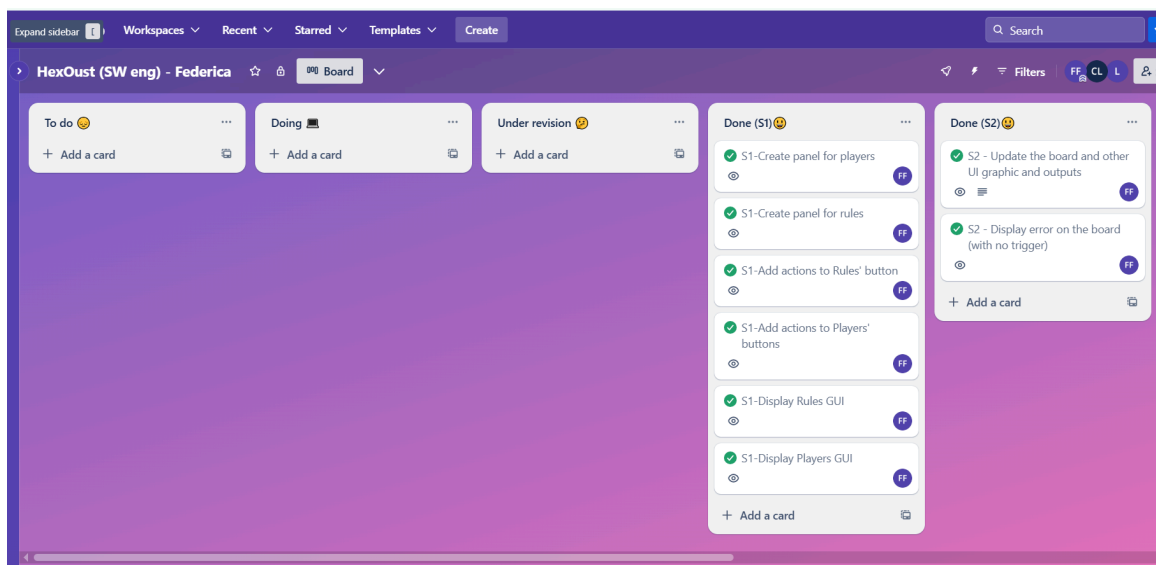 Expand sidebar [
Workspaces
Recent
Starred
Templates
Create
Search
HexOust (SW eng) - Federica
Board
Filters
FF
CL
L
To do 😞
Add a card
Doing 💻
Add a card
Under revision 🤔
Add a card
Done (S1)😃
S1-Create panel for players
FF
S1-Create panel for rules
FF
S1-Add actions to Rules' button
FF
S1-Add actions to Players'
buttons
FF
S1-Display Rules GUI
FF
S1-Display Players GUI
FF
Add a card
Done (S2)😃
S2 - Update the board and other
UI graphic and outputs
FF
S2 - Display error on the board
(with no trigger)
FF
Add a card